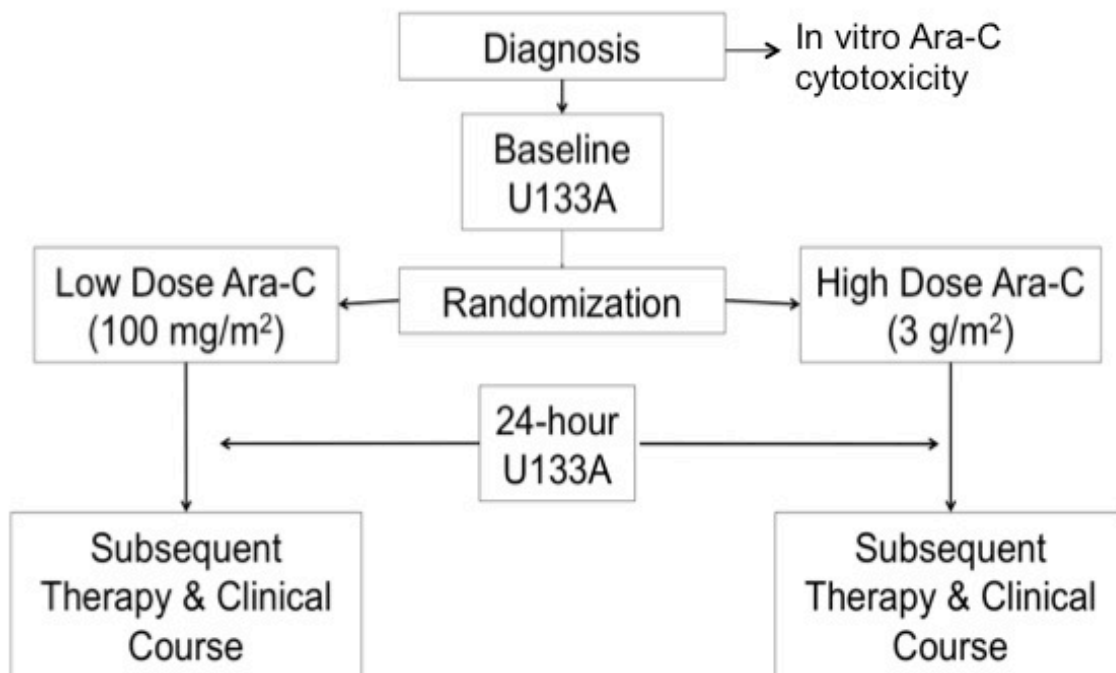 Diagnosis
In vitro Ara-C
cytotoxicity
Baseline
U133A
Low Dose Ara-C
(100 mg/m²)
Randomization
High Dose Ara-C
(3 g/m²)
24-hour
U133A
Subsequent
Therapy & Clinical
Course
Subsequent
Therapy & Clinical
Course